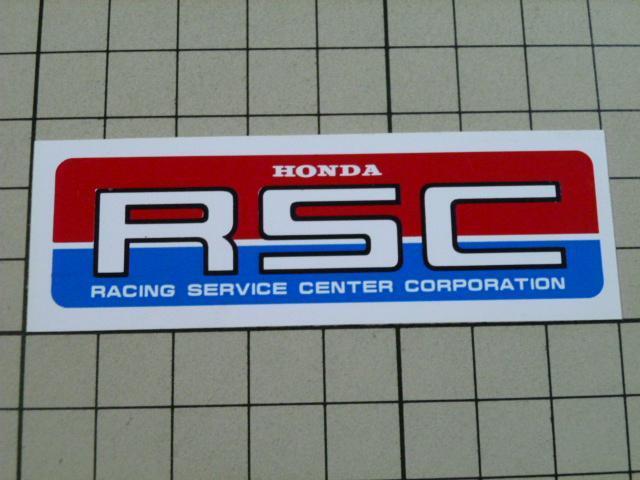 HONDA
RSC
RACING SERVICE CENTER CORPORATION